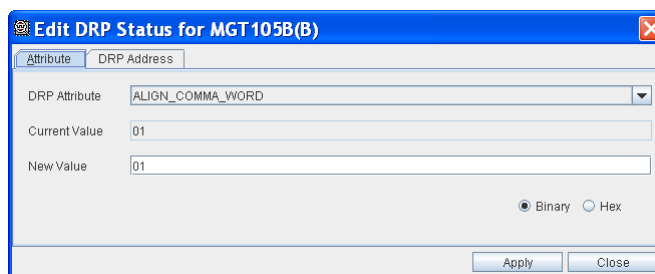 Edit DRP Status for MGT105B(B)
Attribute DRP Address
DRP Attribute ALIGN_COMMA_WORD
Current Value 01
New Value 01
Binary Hex
Apply Close